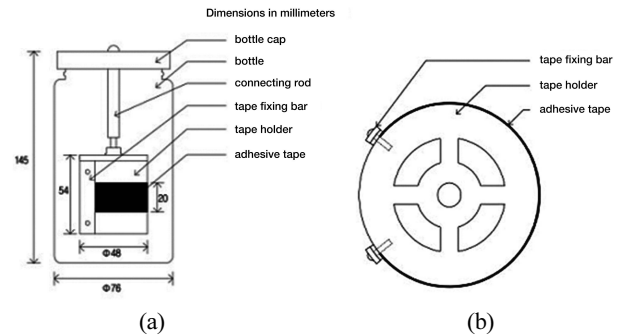 Dimensions in millimeters
bottle cap
bottle
connecting rod
tape fixing bar
tape holder
adhesive tape
145
54
20
Φ48
Φ76
(a)
(b)
tape fixing bar
tape holder
adhesive tape